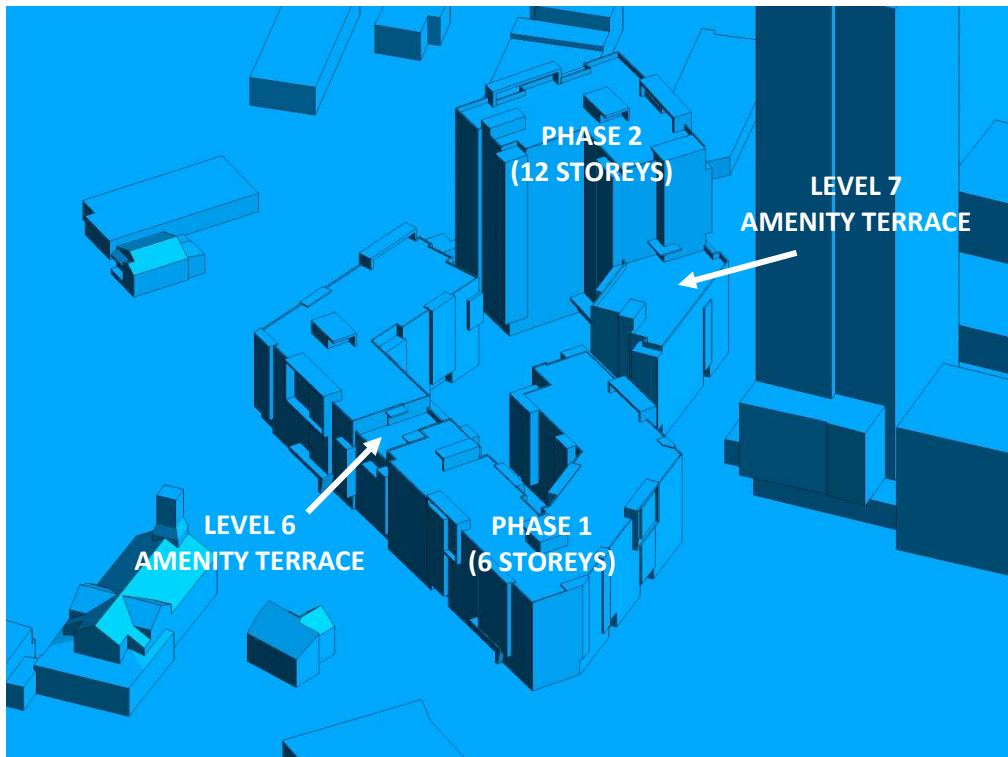 PHASE 2
(12 STOREYS)
LEVEL 7
AMENITY TERRACE
LEVEL 6
AMENITY TERRACE
PHASE 1
(6 STOREYS)